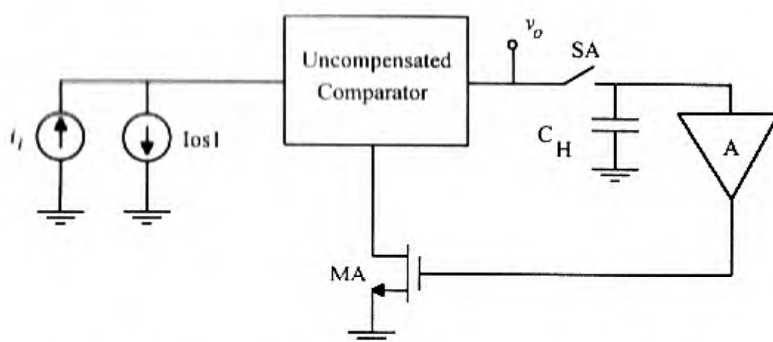 v_o
SA
Uncompensated
Comparator
i_i
Ios1
C_H
A
MA